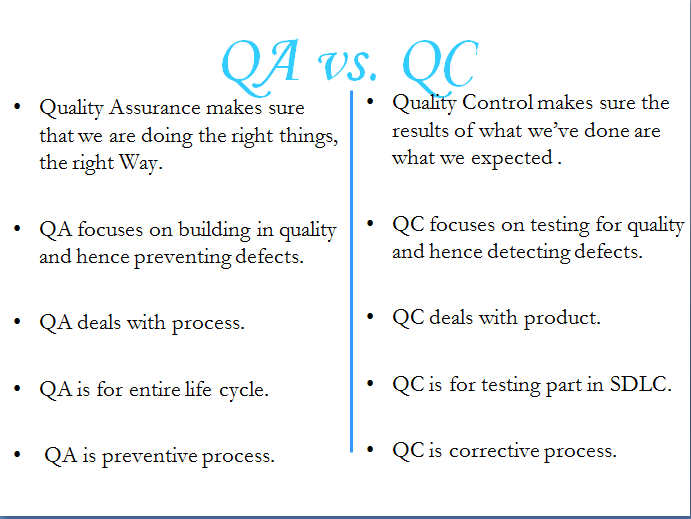 QA vs. QC
• Quality Assurance makes sure
that we are doing the right things,
the right Way.
• QA focuses on building in quality
and hence preventing defects.
• QA deals with process.
• QA is for entire life cycle.
• QA is preventive process.
• Quality Control makes sure the
results of what we’ve done are
what we expected .
• QC focuses on testing for quality
and hence detecting defects.
• QC deals with product.
• QC is for testing part in SDLC.
• QC is corrective process.